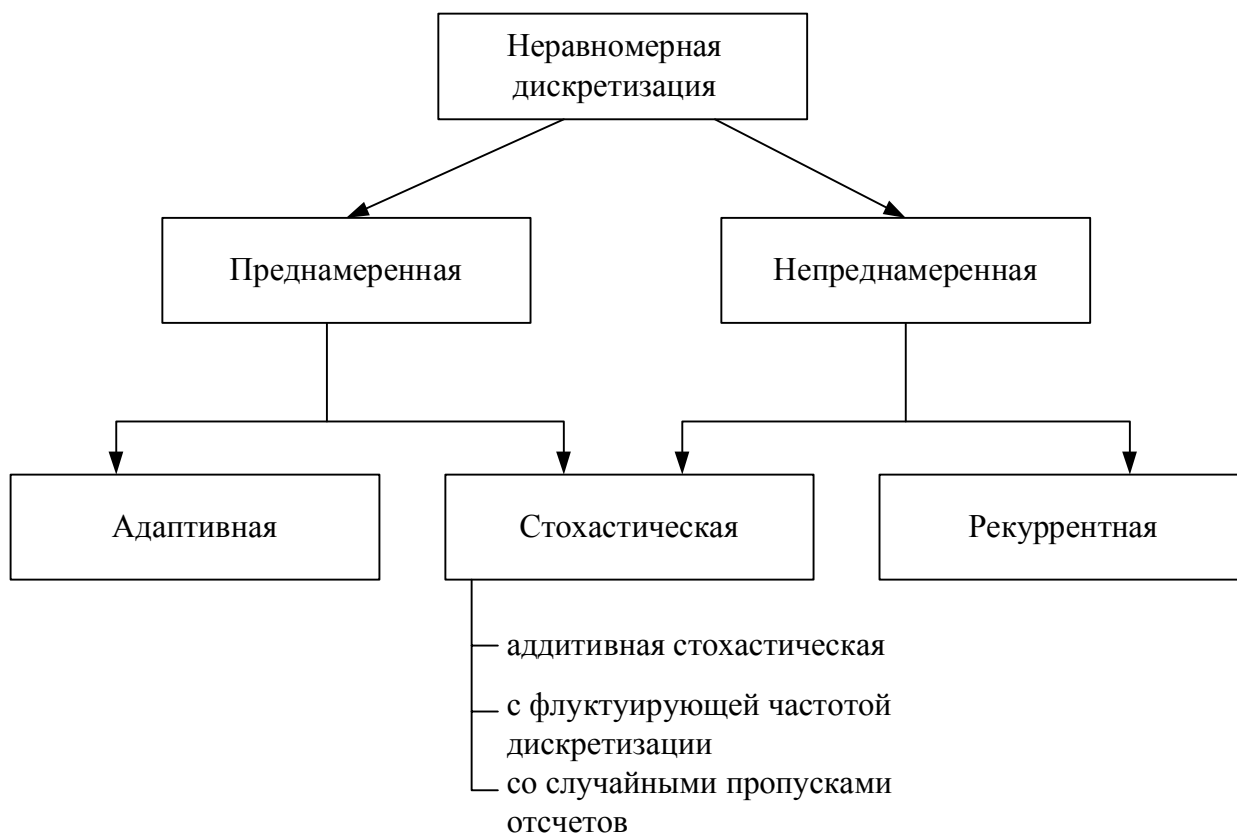 Неравномерная
дискретизация
Преднамеренная
Непреднамеренная
Адаптивная
Стохастическая
Рекуррентная
аддитивная стохастическая
с флуктуирующей частотой
дискретизации
со случайными пропусками
отсчетов